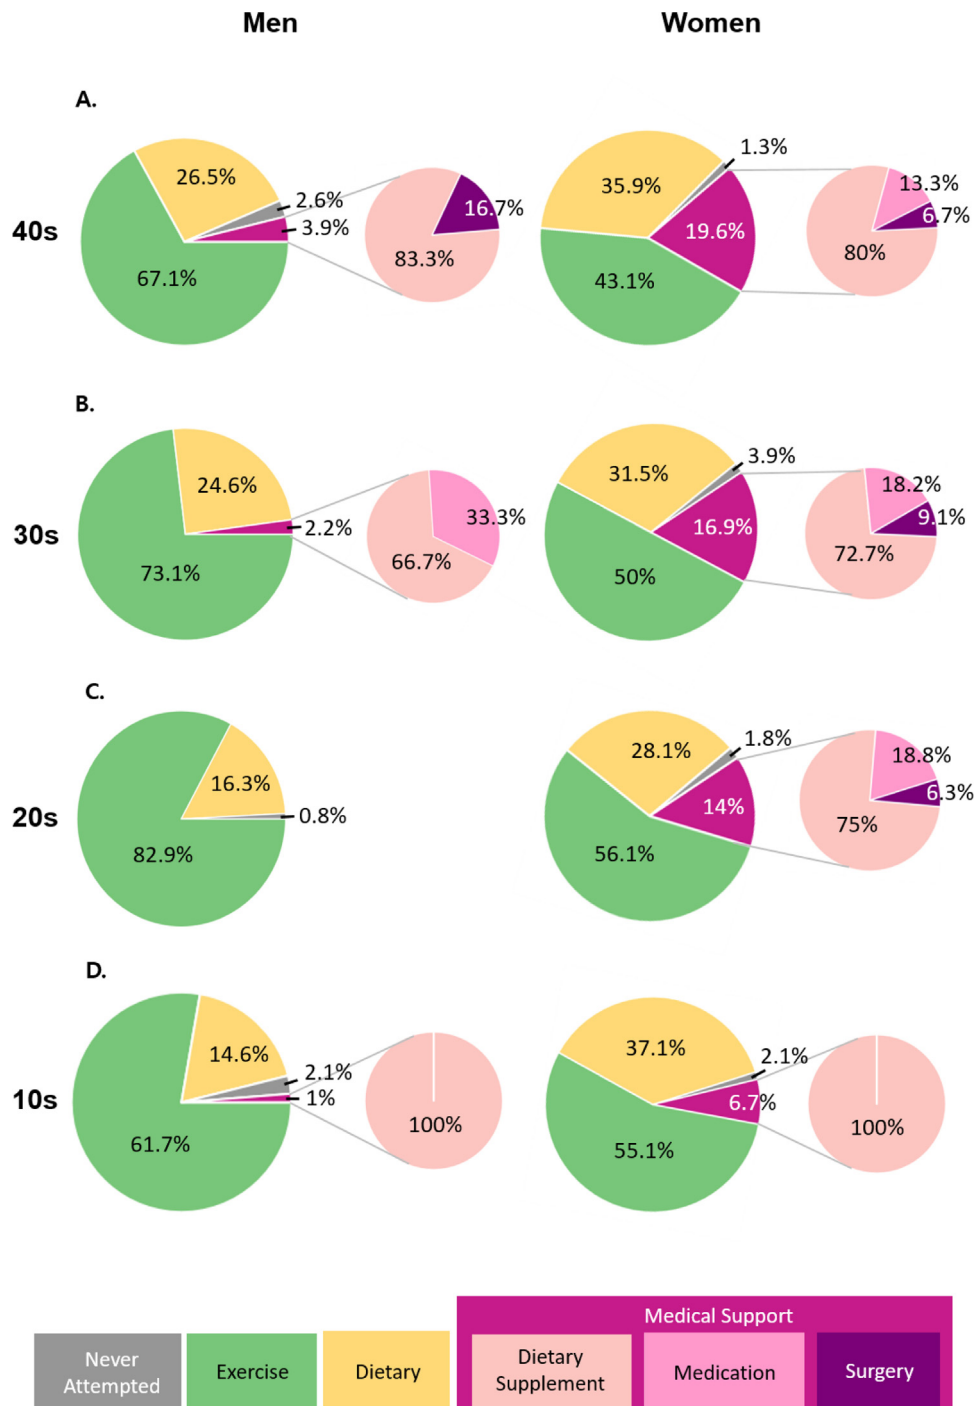 Men Women
A.
40s
26.5%
2.6%
3.9%
67.1%
16.7%
83.3%
1.3%
35.9%
19.6%
43.1%
13.3%
6.7%
80%
B.
30s
24.6%
2.2%
73.1%
33.3%
66.7%
3.9%
31.5%
16.9%
50%
18.2%
9.1%
72.7%
C.
20s
16.3%
0.8%
82.9%
1.8%
28.1%
14%
56.1%
18.8%
6.3%
75%
D.
10s
14.6%
2.1%
1%
61.7%
100%
37.1%
2.1%
6.7%
55.1%
100%
Never
Attempted
Exercise
Dietary
Medical Support
Dietary
Supplement
Medication
Surgery